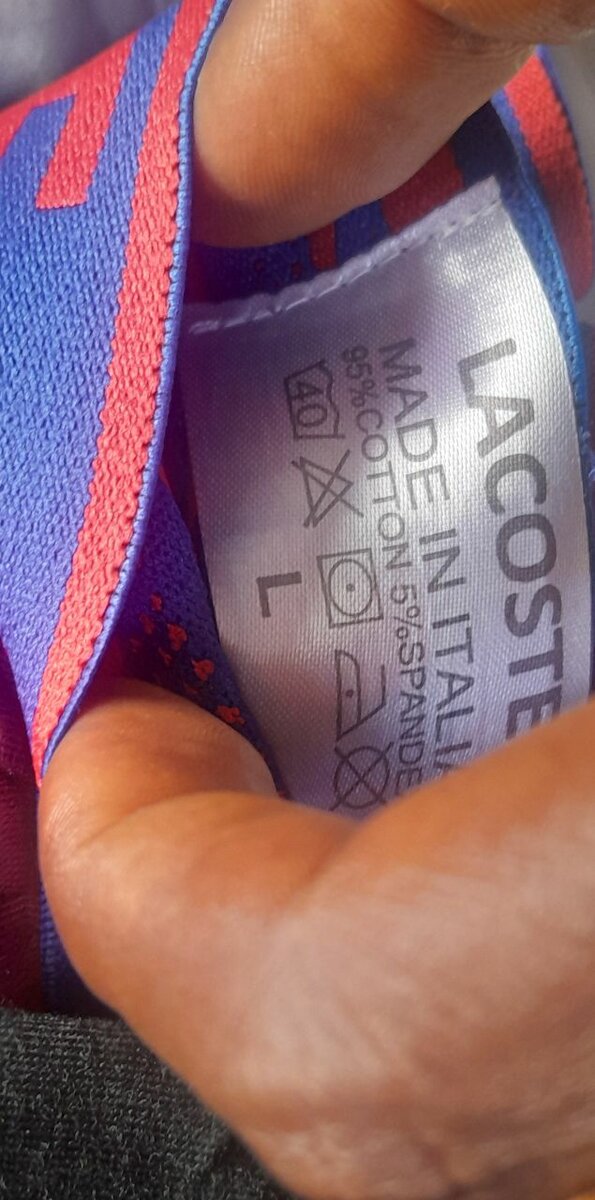 LACOSTE
MADE IN ITALIA
95%COTTON 5%SPANDE
40
L